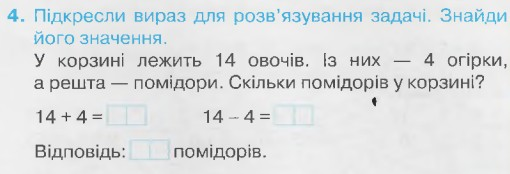 4. Підкресли вираз для розв'язування задачі. Знайди
його значення.
У корзині лежить 14 овочів. Із них — 4 огірки,
а решта — помідори. Скільки помідорів у корзині?
14 + 4 = 14 – 4 =
Відповідь: помідорів.